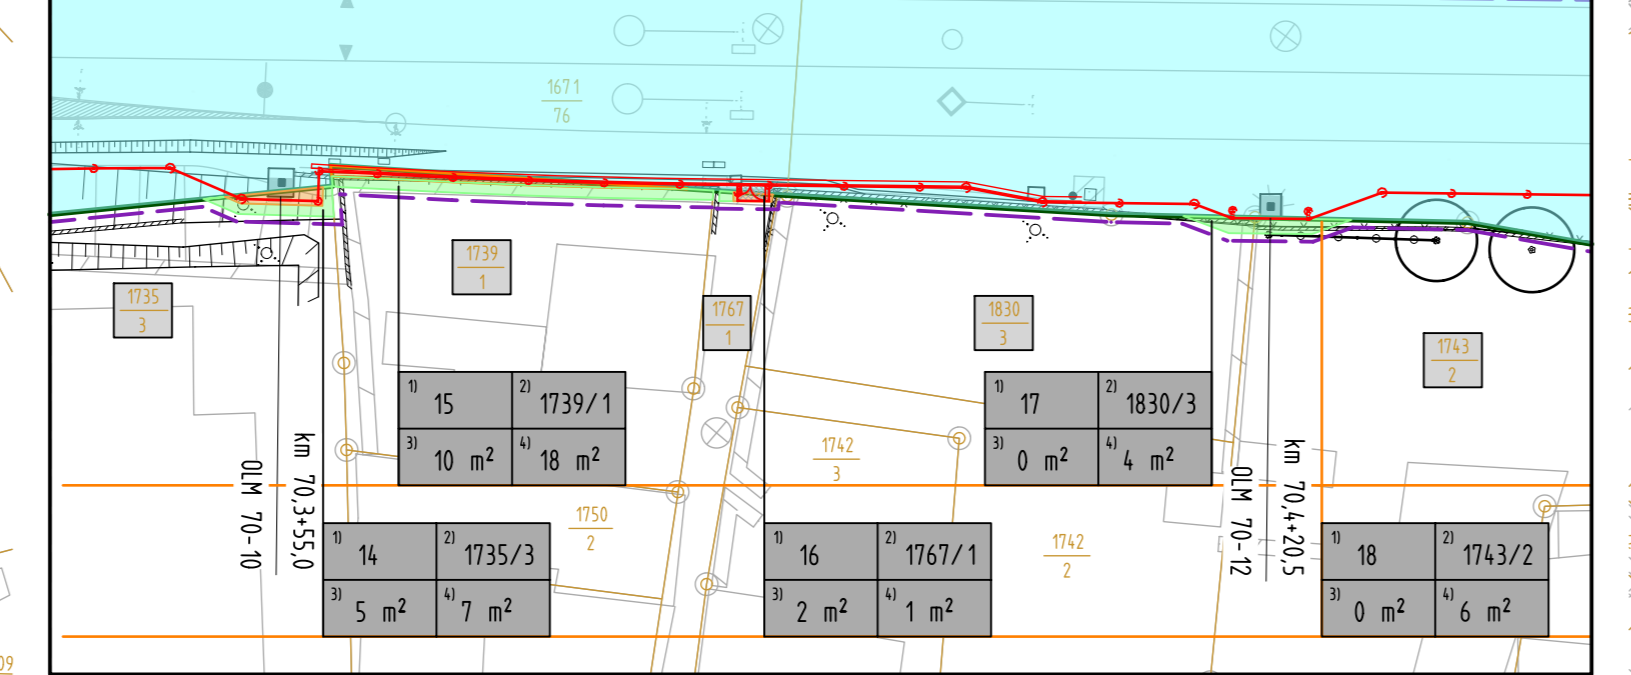 1671
76
1739
1
1735
3
1767
1
1830
3
1743
2
1) 15 2) 1739/1
3) 10 m² 4) 18 m²
1) 17 2) 1830/3
3) 0 m² 4) 4 m²
1742
3
km 70,3+55,0
OLM 70-10
km 70,4+20,5
OLM 70-12
1750
2
1742
2
1) 14 2) 1735/3
3) 5 m² 4) 7 m²
1) 16 2) 1767/1
3) 2 m² 4) 1 m²
1) 18 2) 1743/2
3) 0 m² 4) 6 m²
09